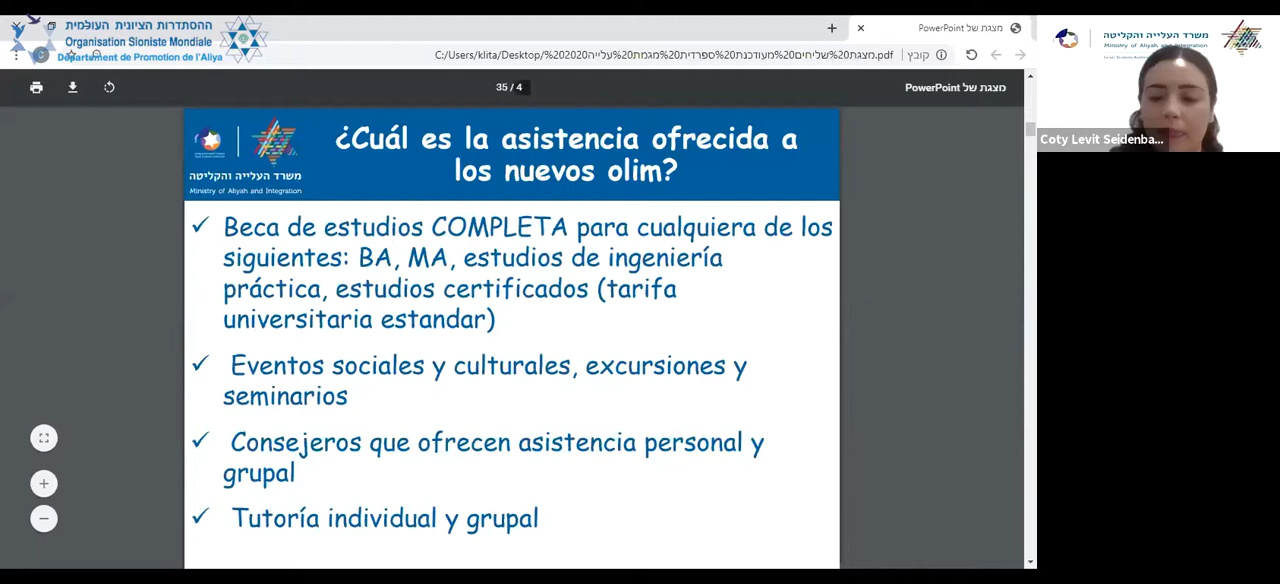 ההסתדרות הציונית העולמית
Organisation Sioniste Mondiale
Département de Promotion de l'Aliya
מצגת של PowerPoint
C:/Users/klita/Desktop/%202020מצגת%20שליחים%20מעודכנת%20ספרדית%20מגמת%20עלייה.pdf
קובץ
35 / 4
מצגת של PowerPoint
משרד העלייה והקליטה
Ministry of Aliyah and Integration
¿Cuál es la asistencia ofrecida a
los nuevos olim?
✓ Beca de estudios COMPLETA para cualquiera de los
siguientes: BA, MA, estudios de ingeniería
práctica, estudios certificados (tarifa
universitaria estandar)
✓ Eventos sociales y culturales, excursiones y
seminarios
✓ Consejeros que ofrecen asistencia personal y
grupal
✓ Tutoría individual y grupal
משרד העלייה והקליטה
Ministry of Aliyah and Integration
Coty Levit Seidenba...